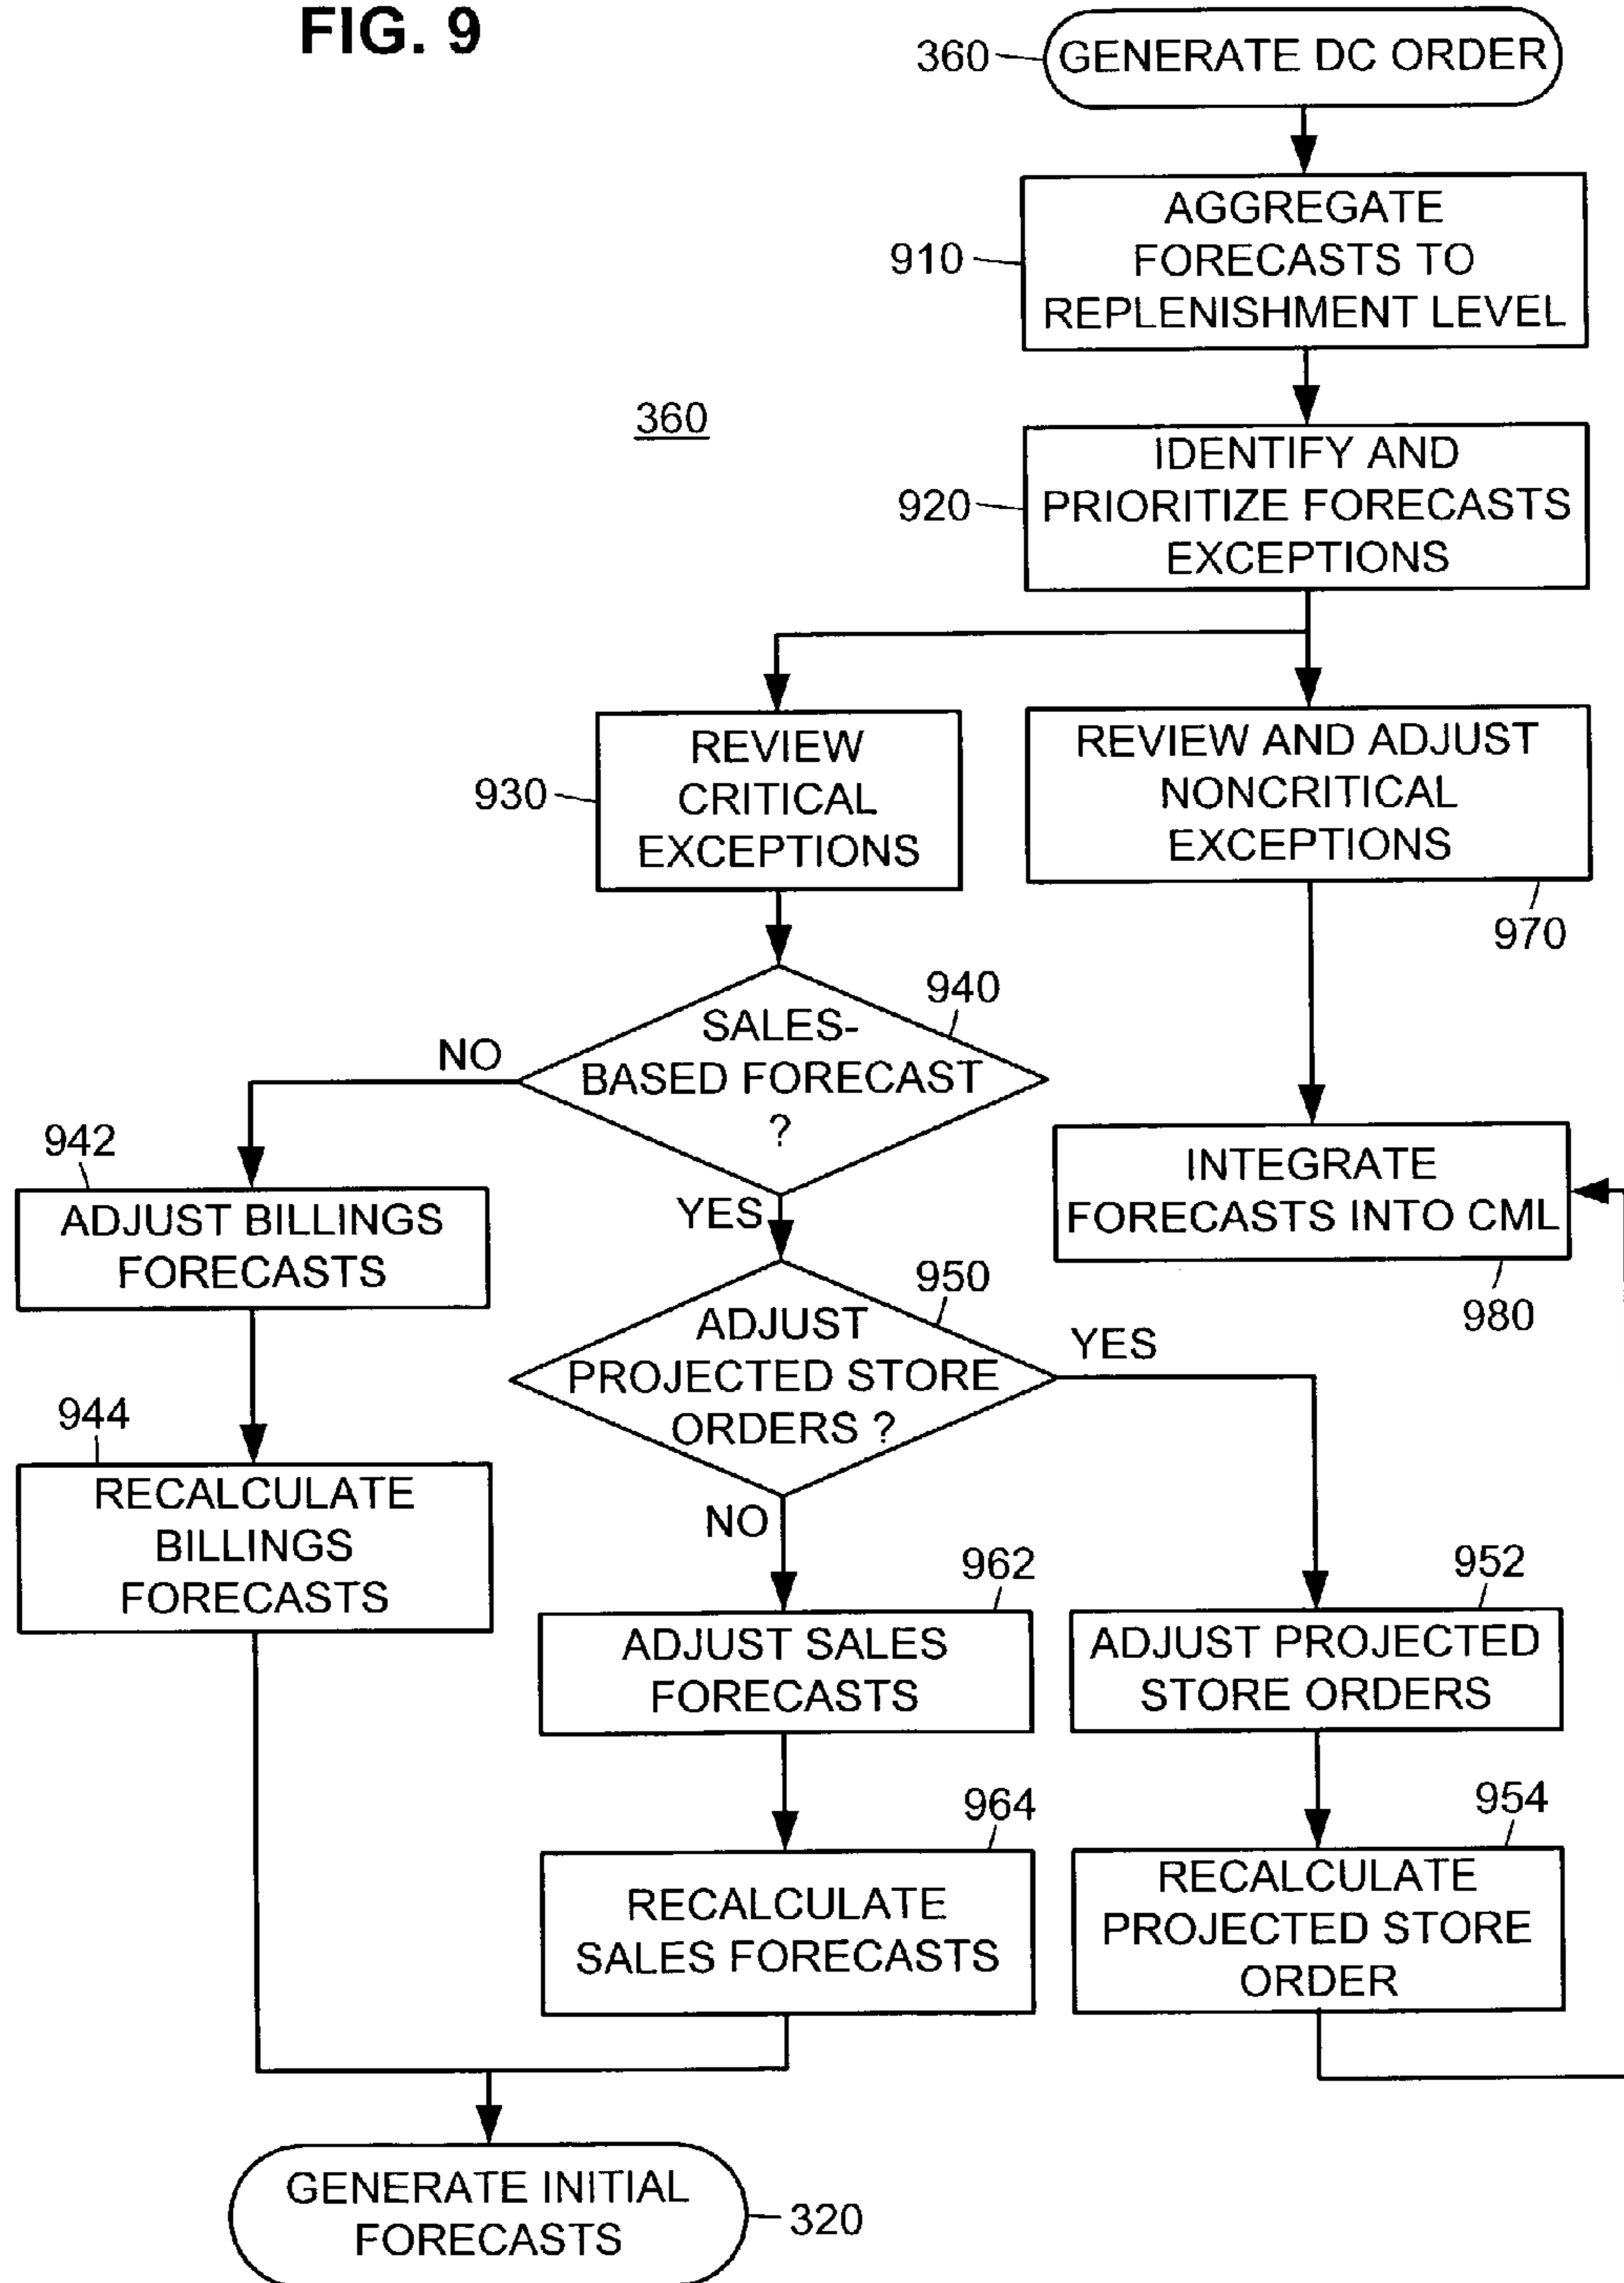 FIG. 9
360
GENERATE DC ORDER
910
AGGREGATE
FORECASTS TO
REPLENISHMENT LEVEL
360
920
IDENTIFY AND
PRIORITIZE FORECASTS
EXCEPTIONS
930
REVIEW
CRITICAL
EXCEPTIONS
REVIEW AND ADJUST
NONCRITICAL
EXCEPTIONS
970
940
SALES-
BASED FORECAST
?
NO
YES
942
ADJUST BILLINGS
FORECASTS
INTEGRATE
FORECASTS INTO CML
980
950
ADJUST
PROJECTED STORE
ORDERS ?
YES
NO
944
RECALCULATE
BILLINGS
FORECASTS
962
ADJUST SALES
FORECASTS
952
ADJUST PROJECTED
STORE ORDERS
964
RECALCULATE
SALES FORECASTS
954
RECALCULATE
PROJECTED STORE
ORDER
GENERATE INITIAL
FORECASTS
320